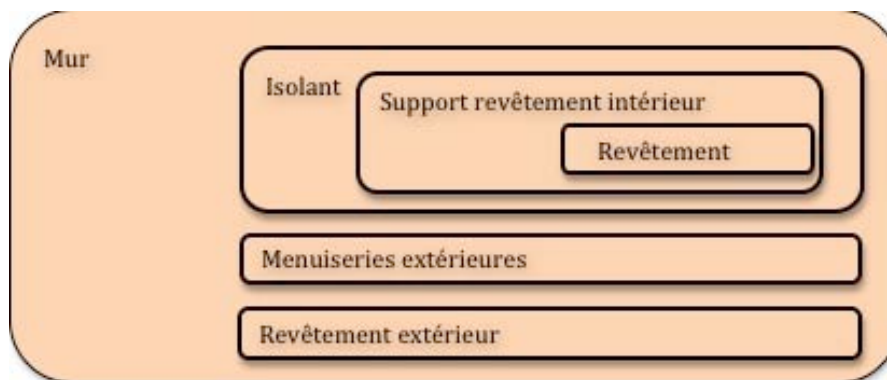 Mur
Isolant
Support revêtement intérieur
Revêtement
Menuiseries extérieures
Revêtement extérieur